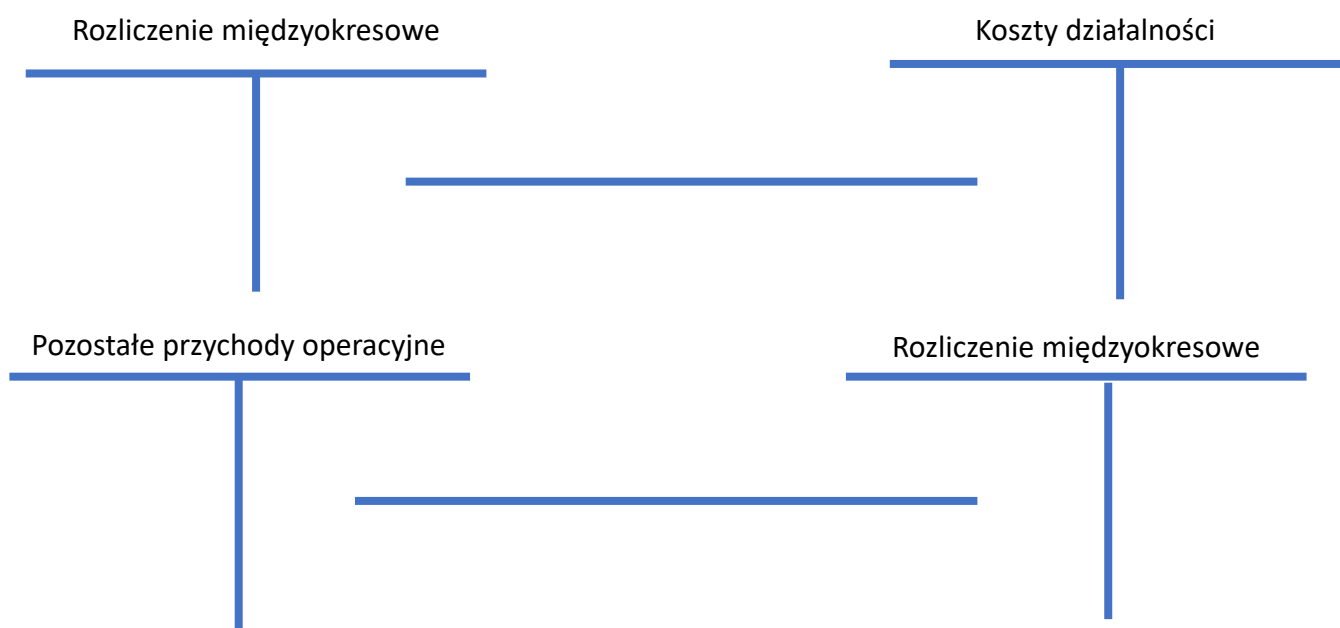 Rozliczenie międzyokresowe
Koszty działalności
Pozostałe przychody operacyjne
Rozliczenie międzyokresowe